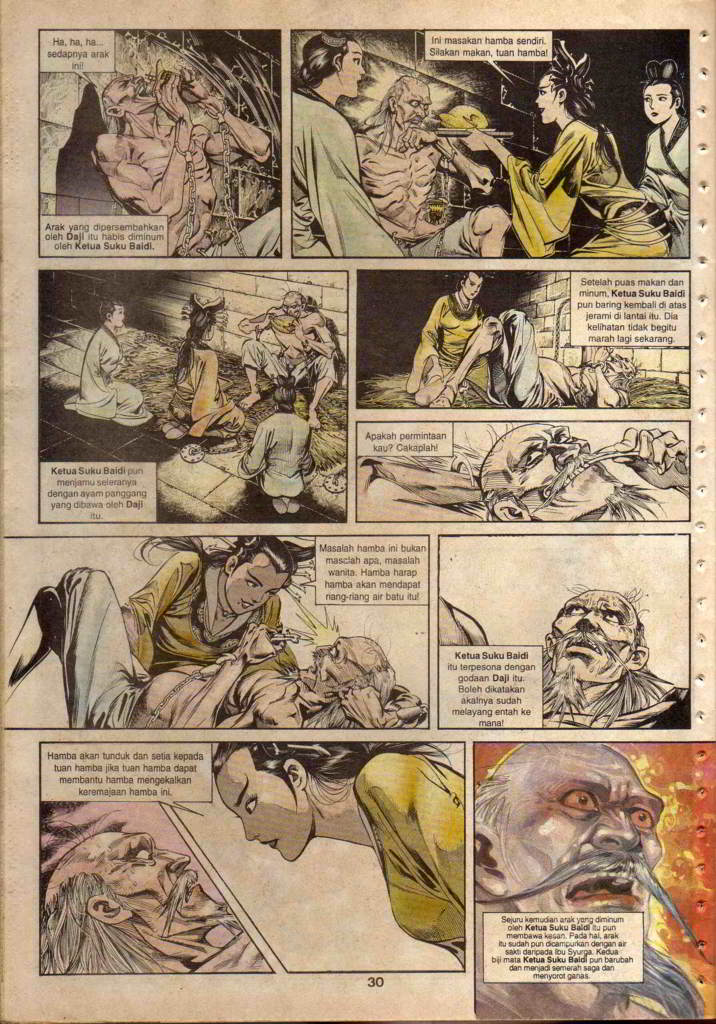 Ha, ha, ha...
sedapnya arak
ini!
Arak yang dipersembahkan
oleh Daji itu habis diminum
oleh Ketua Suku Baidi.
Ini masakan hamba sendiri.
Silakan makan, tuan hamba!
Ketua Suku Baidi pun
menjamu seleranya
dengan ayam panggang
yang dibawa oleh Daji
itu.
Setelah puas makan dan
minum, Ketua Suku Baidi
pun baring kembali di atas
jerami di lantai itu. Dia
kelihatan tidak begitu
marah lagi sekarang.
Apakah permintaan
kau? Cakaplah!
Masalah hamba ini bukan
masclah apa, masalah
wanita. Hamba harap
hamba akan mendapat
riang-riang air batu itu!
Ketua Suku Baidi
itu terpesona dengan
godaan Daji itu.
Boleh dikatakan
akalnya sudah
melayang entah ke
mana!
Hamba akan tunduk dan setia kepada
tuan hamba jika tuan hamba dapat
membantu hamba mengekalkan
keremajaan hamba ini.
Sejuru kemudian arak yang diminum
oleh Ketua Suku Baidi itu pun
membawa kesan. Pada hal, arak
itu sudah pun dicampurkan dengan air
sakti daripada Ibu Syurga. Kedua
biji mata Ketua Suku Baidi pun barubah
dan menjadi semerah saga dan
menyorot ganas.
30